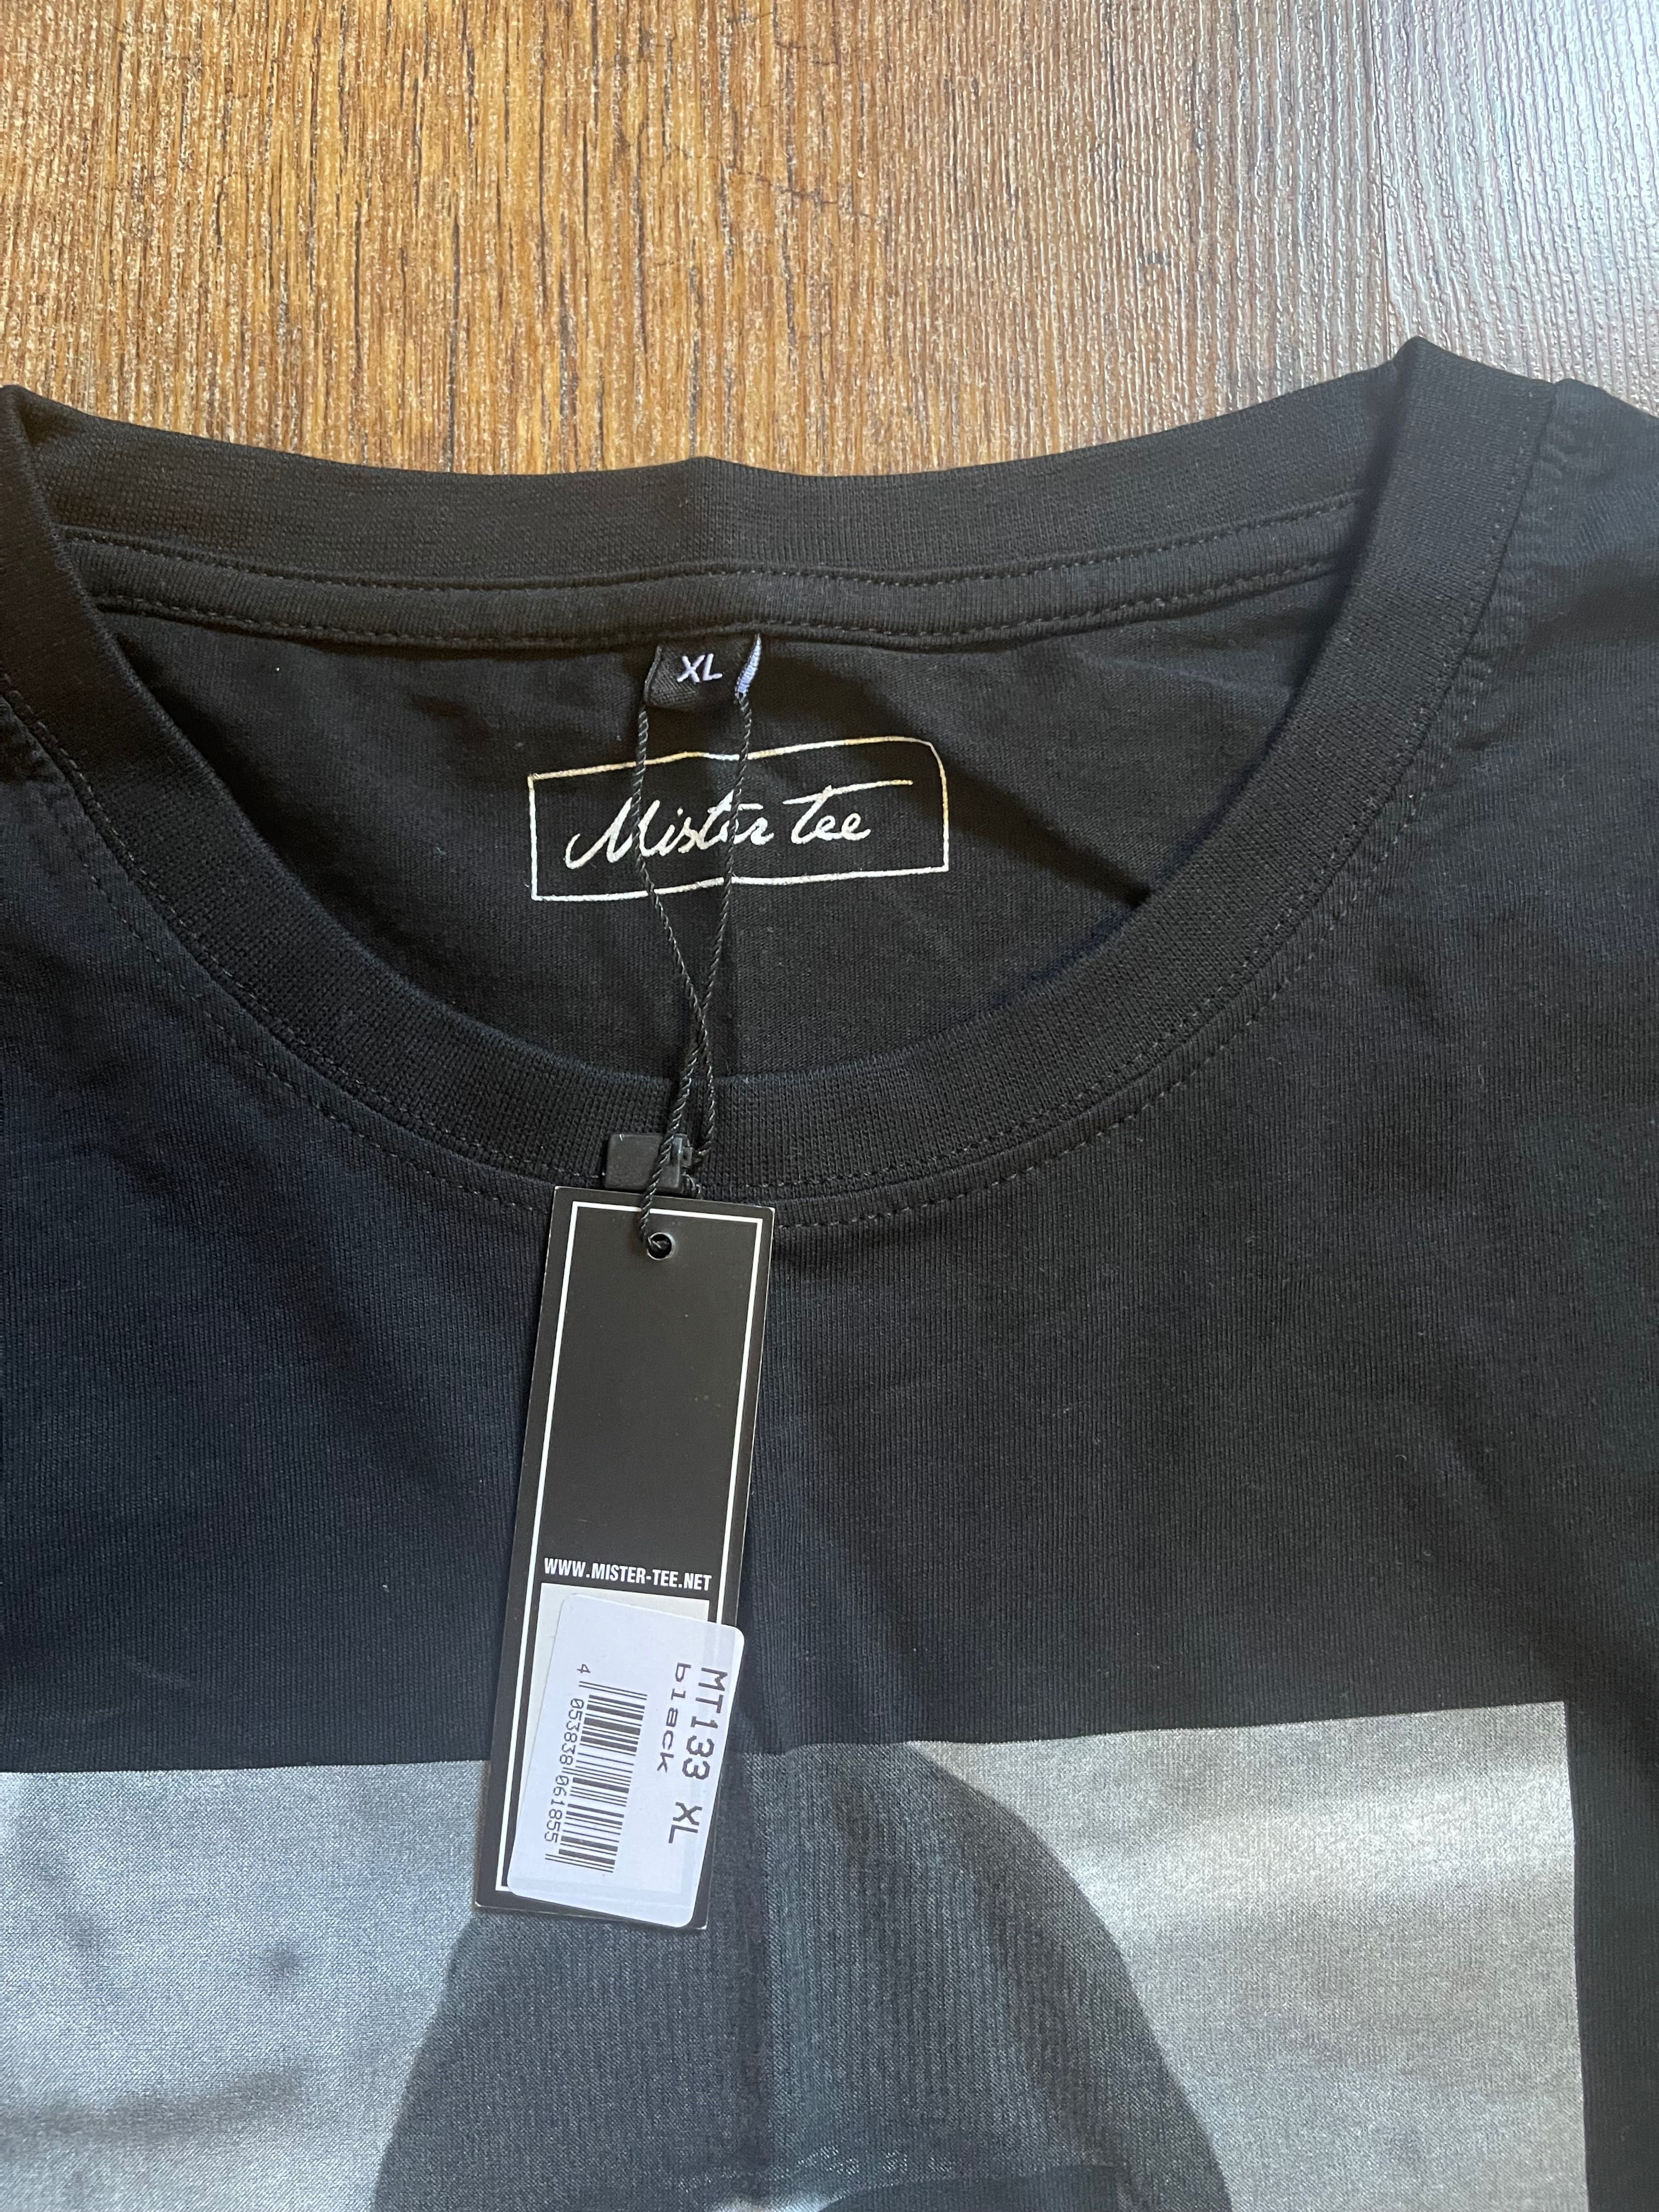 XL
Mister Tee
WWW.MISTER-TEE.NET
MT133 XL
black
4 053838 061855